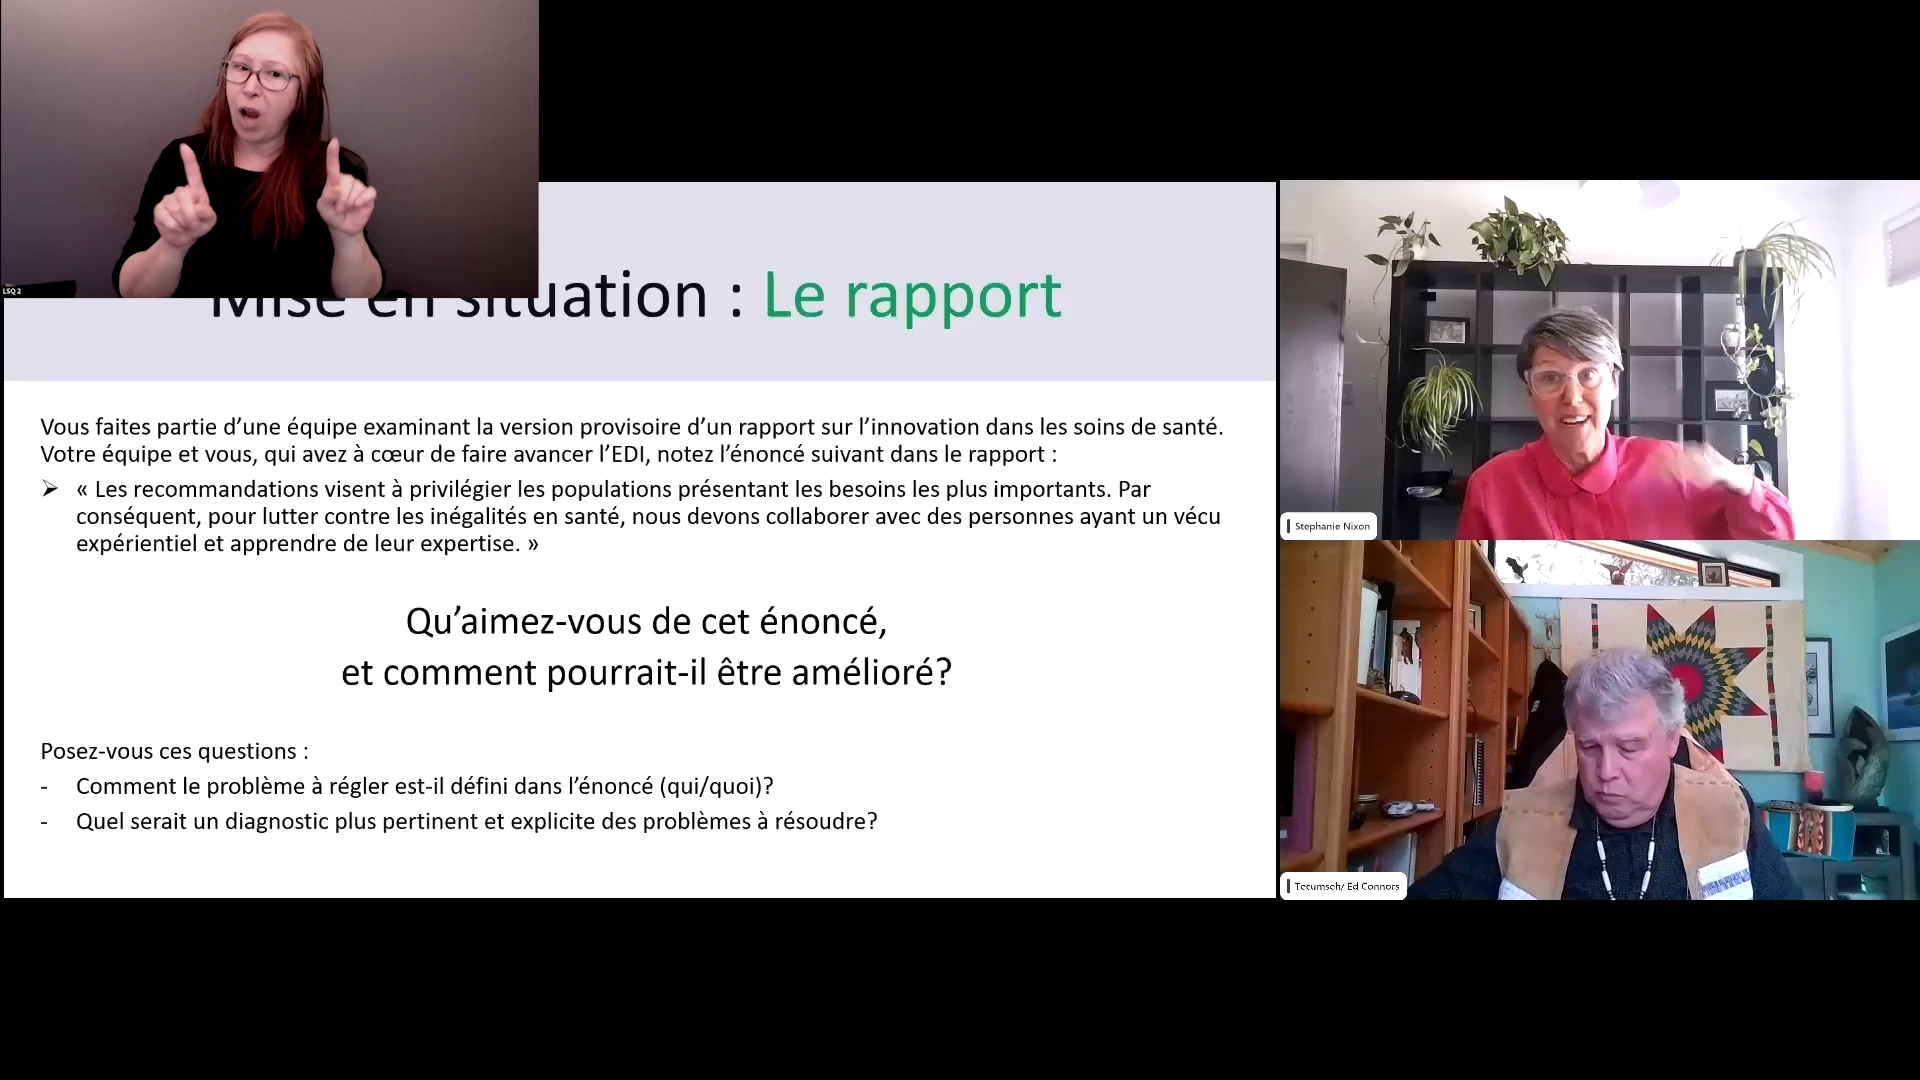 LSQ 2
Mise en situation : Le rapport
Vous faites partie d’une équipe examinant la version provisoire d’un rapport sur l’innovation dans les soins de santé.
Votre équipe et vous, qui avez à cœur de faire avancer l’EDI, notez l’énoncé suivant dans le rapport :
➢ « Les recommandations visent à privilégier les populations présentant les besoins les plus importants. Par
conséquent, pour lutter contre les inégalités en santé, nous devons collaborer avec des personnes ayant un vécu
expérientiel et apprendre de leur expertise. »
Qu’aimez-vous de cet énoncé,
et comment pourrait-il être amélioré?
Posez-vous ces questions :
- Comment le problème à régler est-il défini dans l’énoncé (qui/quoi)?
- Quel serait un diagnostic plus pertinent et explicite des problèmes à résoudre?
Stephanie Nixon
Tecumseh/ Ed Connors